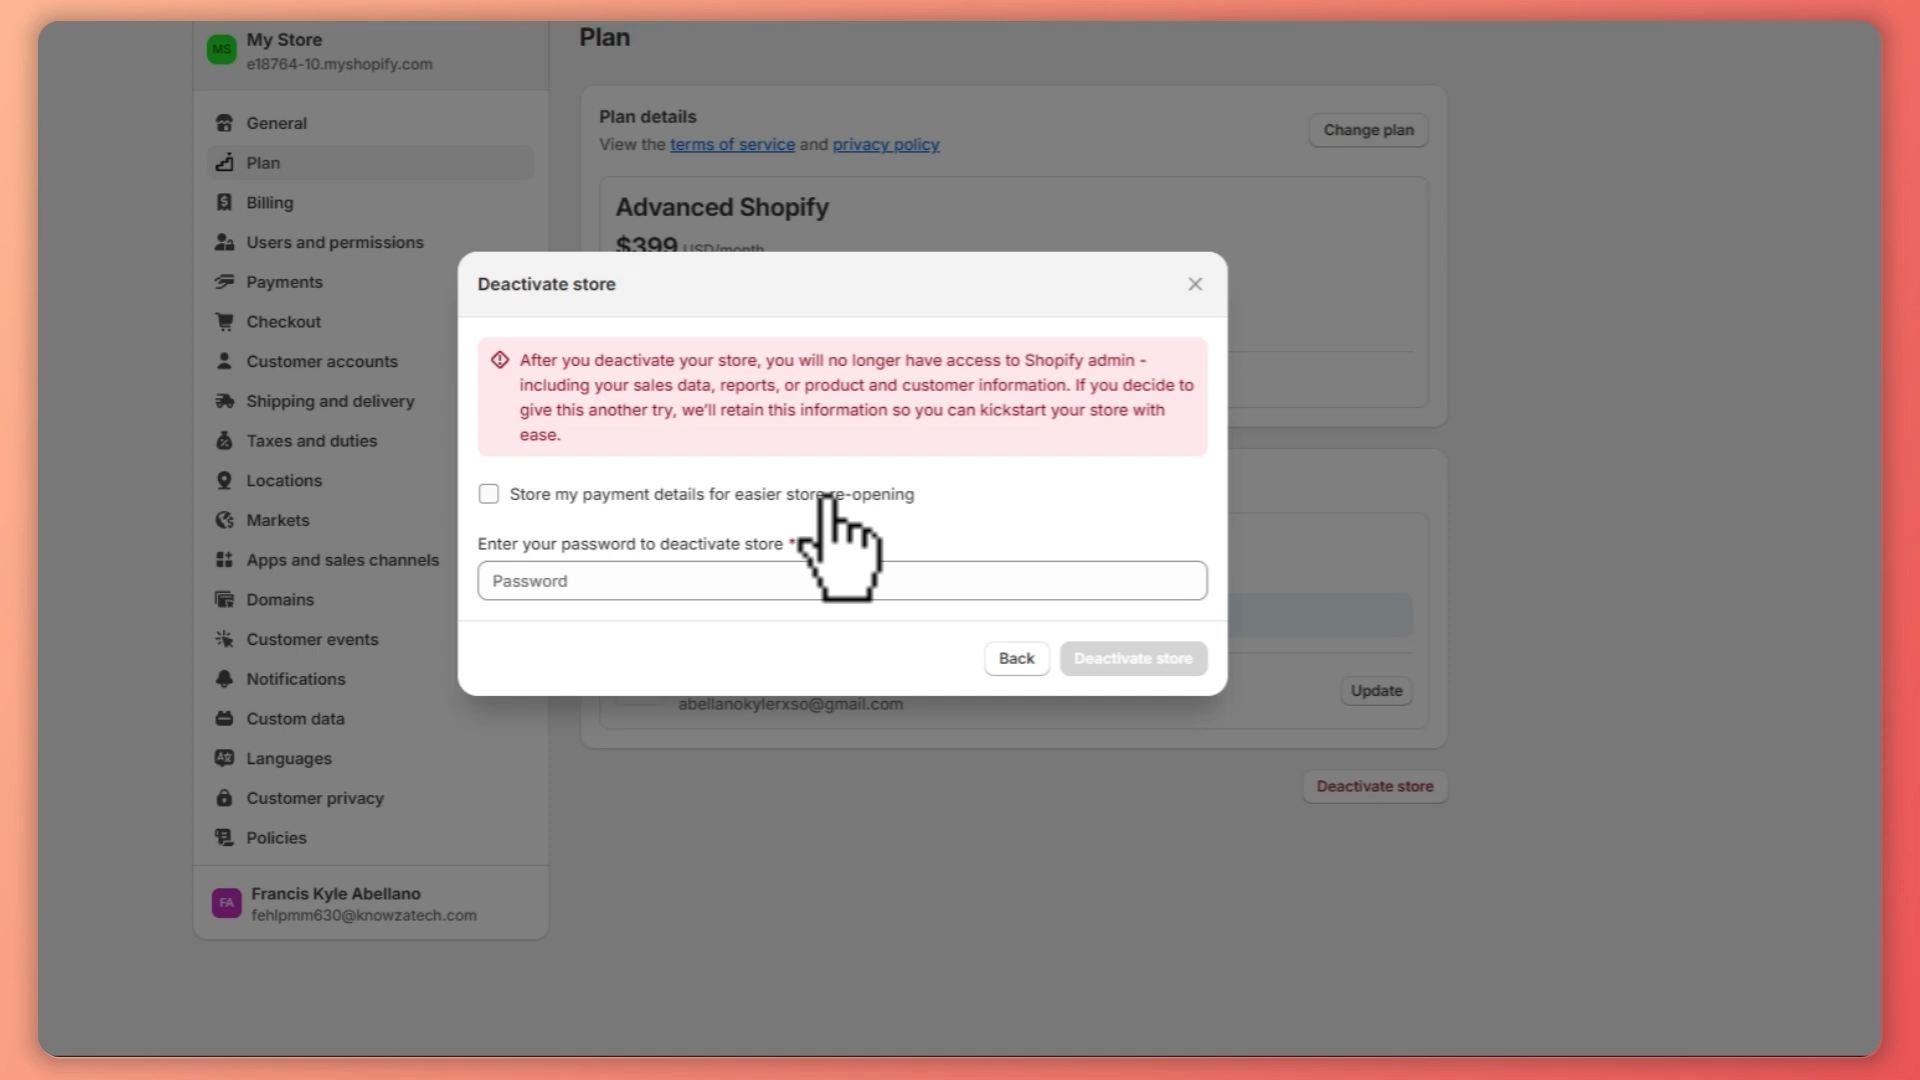 MS
My Store
e18764-10.myshopify.com
General
Plan
Billing
Users and permissions
Payments
Checkout
Customer accounts
Shipping and delivery
Taxes and duties
Locations
Markets
Apps and sales channels
Domains
Customer events
Notifications
Custom data
Languages
Customer privacy
Policies
FA
Francis Kyle Abellano
fehlpmm630@knowzatech.com
Plan
Plan details
View the terms of service and privacy policy
Change plan
Advanced Shopify
$399 USD/month
Deactivate store
After you deactivate your store, you will no longer have access to Shopify admin -
including your sales data, reports, or product and customer information. If you decide to
give this another try, we'll retain this information so you can kickstart your store with
ease.
Store my payment details for easier store re-opening
Enter your password to deactivate store *
Password
Back
Deactivate store
abellanokylerxso@gmail.com
Update
Deactivate store